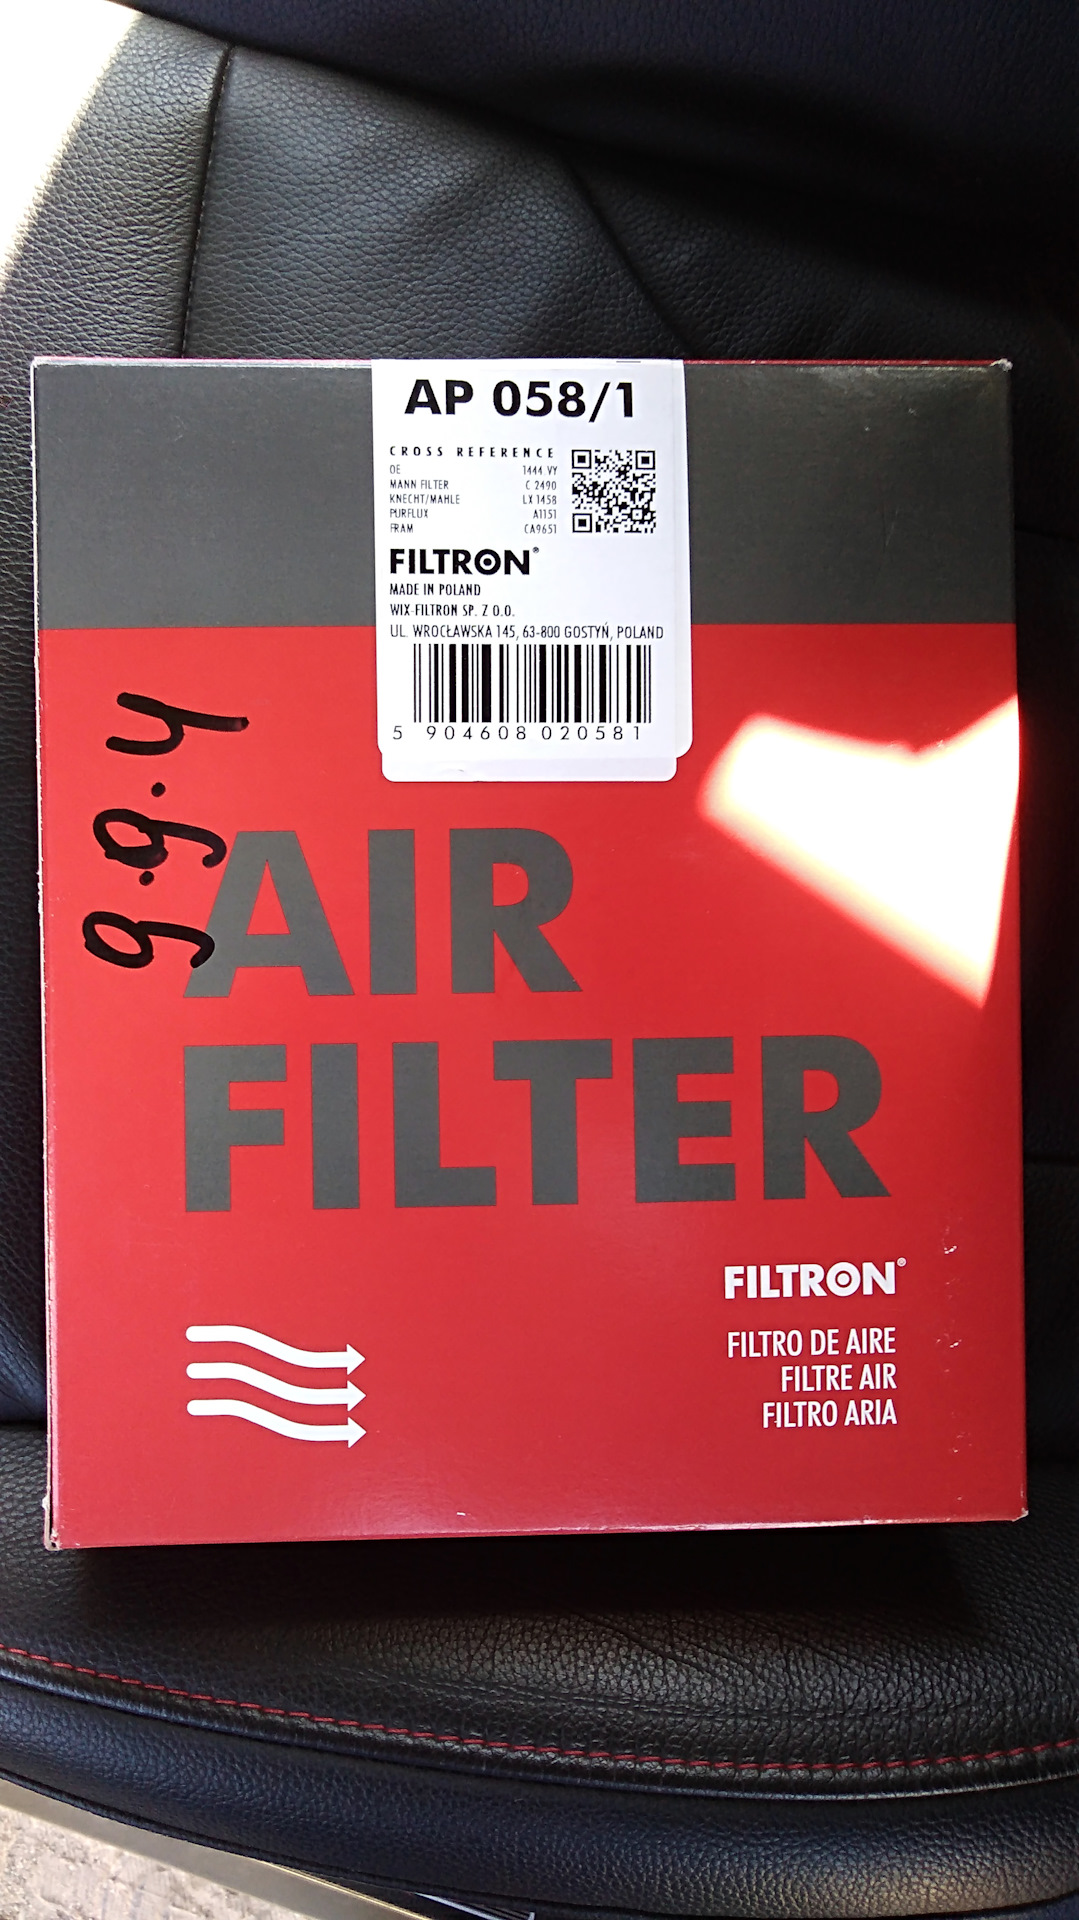 AP 058/1
CROSS REFERENCE
OE 1444 VY
MANN FILTER C 2490
KNECHT/MAHLE LX 1458
PURFLUX A1151
FRAM CA9651
FILTRON®
MADE IN POLAND
WIX-FILTRON SP. Z O.O.
UL. WROCŁAWSKA 145, 63-800 GOSTYŃ, POLAND
5 904608 020581
9.9.4
AIR
FILTER
FILTRON®
FILTRO DE AIRE
FILTRE AIR
FILTRO ARIA